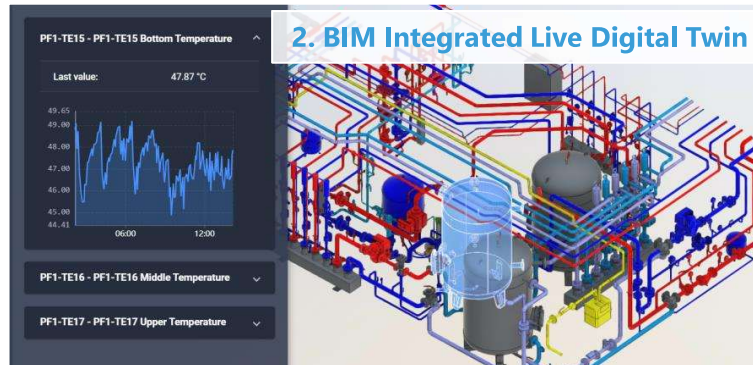 2. BIM Integrated Live Digital Twin
PF1-TE15 - PF1-TE15 Bottom Temperature
Last value: 47.87 °C
49.65
49.00
48.00
47.00
46.00
45.00
44.41
06:00 12:00
PF1-TE16 - PF1-TE16 Middle Temperature
PF1-TE17 - PF1-TE17 Upper Temperature